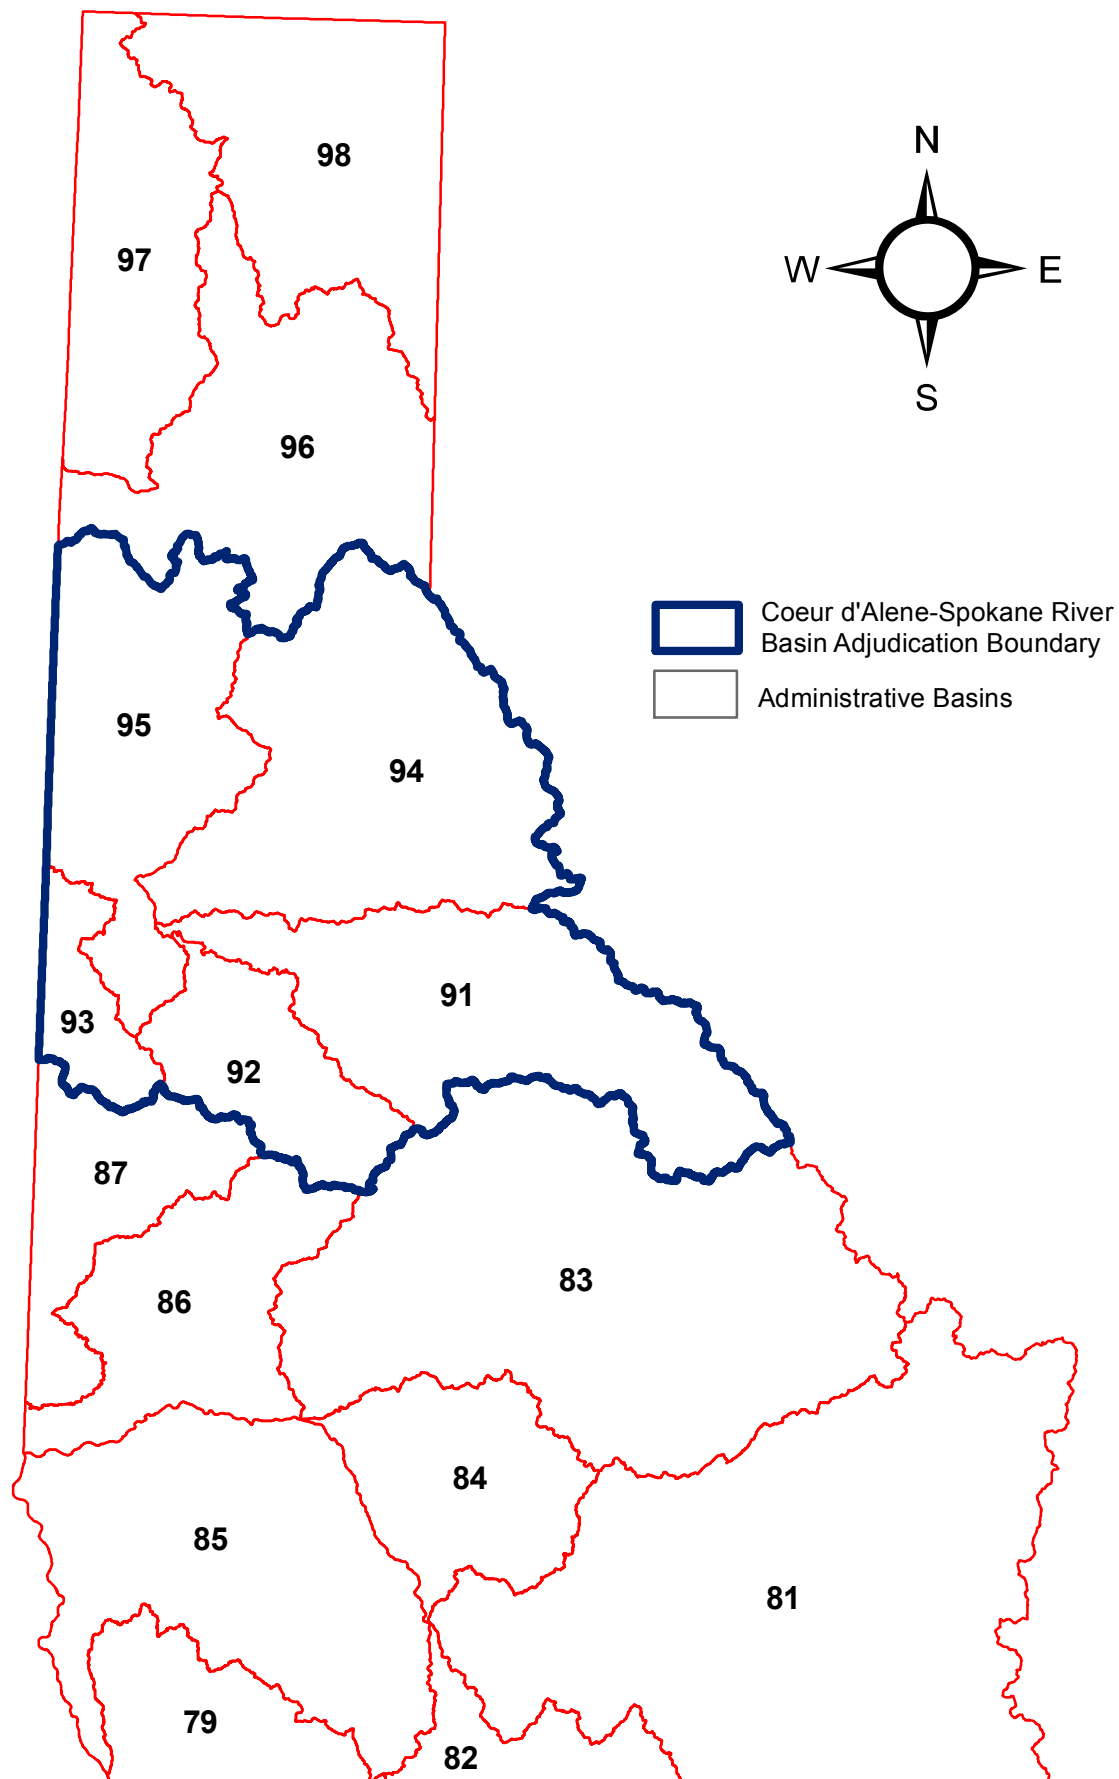 98
N
97
W
E
S
96
Coeur d'Alene-Spokane River
Basin Adjudication Boundary
Administrative Basins
95
94
91
93
92
87
83
86
84
85
81
79
82